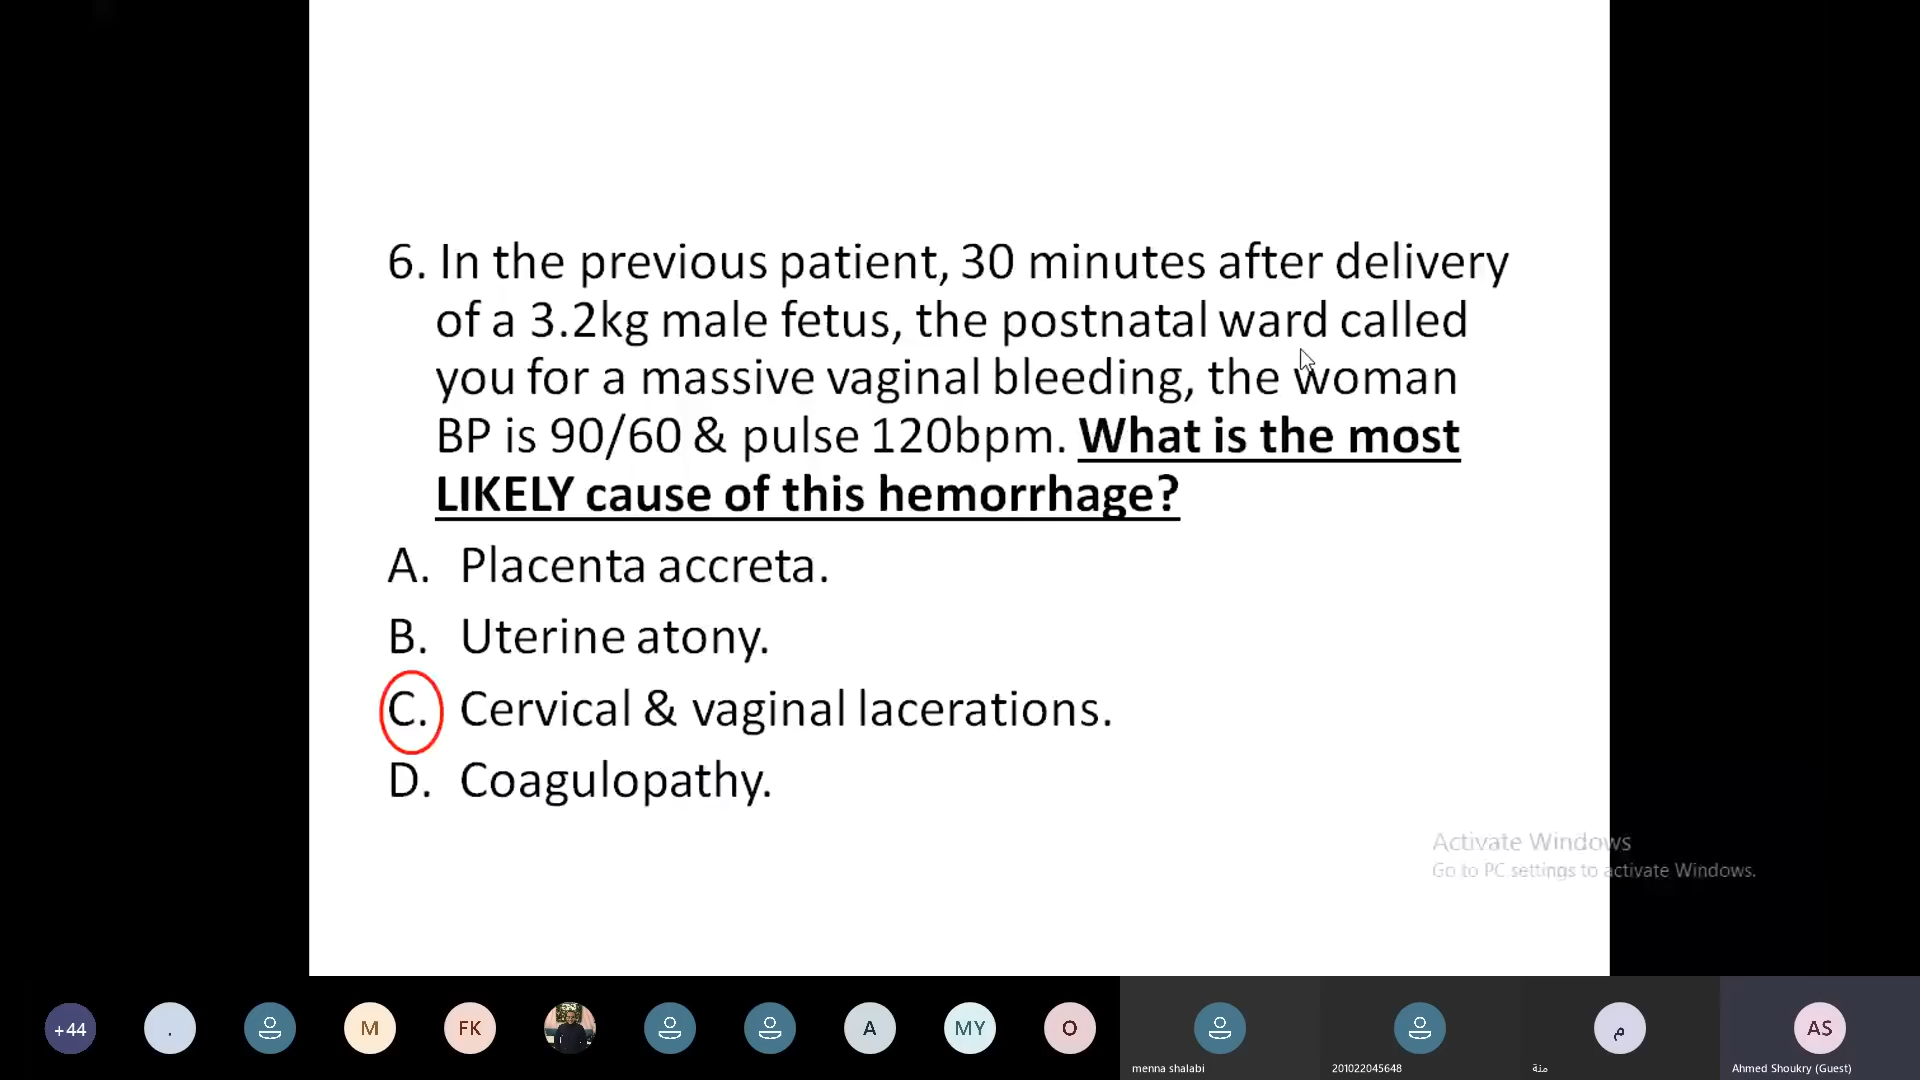 6. In the previous patient, 30 minutes after delivery
of a 3.2kg male fetus, the postnatal ward called
you for a massive vaginal bleeding, the woman
BP is 90/60 & pulse 120bpm. What is the most
LIKELY cause of this hemorrhage?
A. Placenta accreta.
B. Uterine atony.
C. Cervical & vaginal lacerations.
D. Coagulopathy.
Activate Windows
Go to PC settings to activate Windows.
+44
.
M
FK
A
MY
O
م
AS
menna shalabi
201022045648
منة
Ahmed Shoukry (Guest)